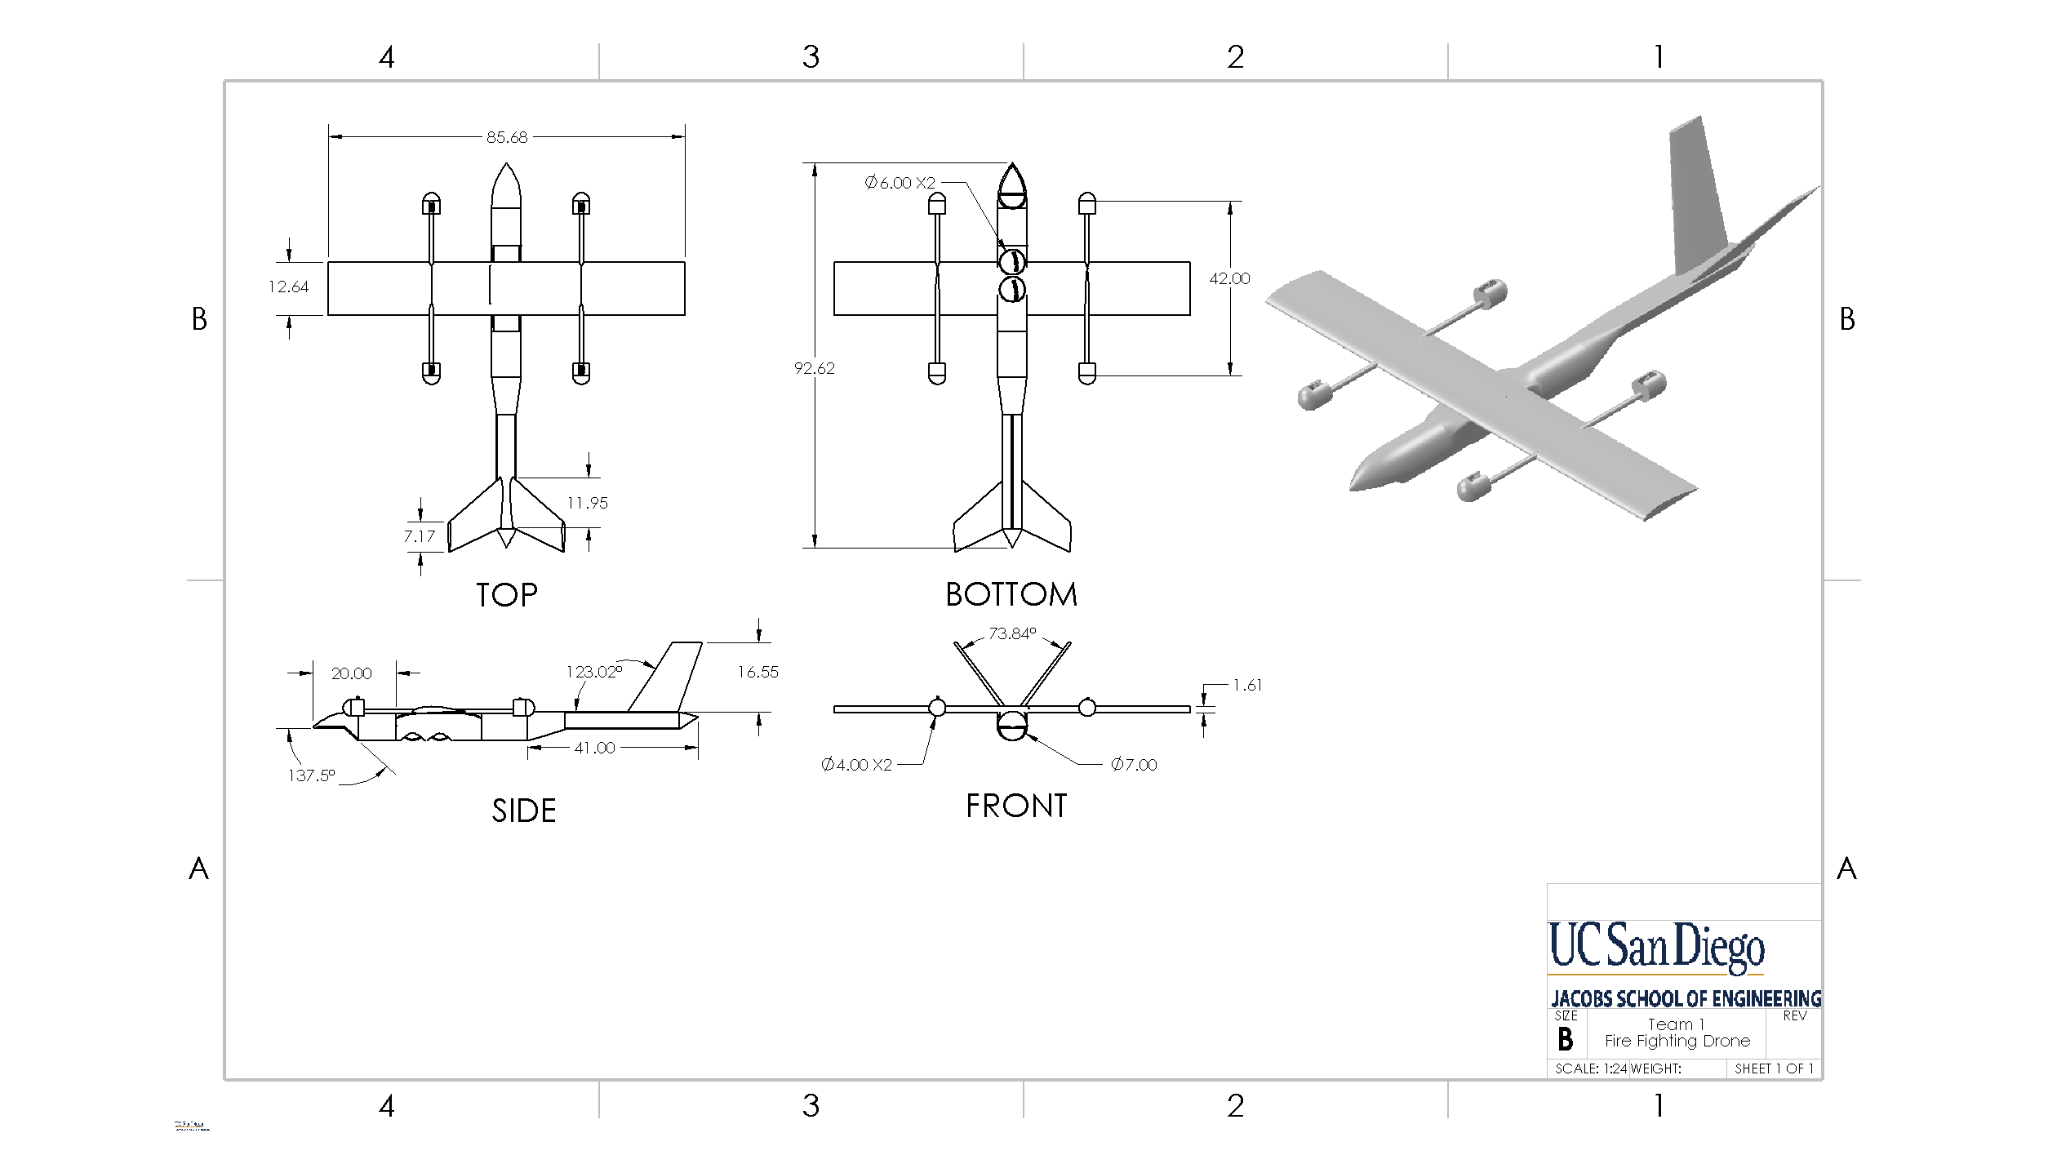 4 3 2 1
B B
A A
85.68
12.64
11.95
7.17
TOP
Ø6.00 X2
42.00
92.62
BOTTOM
20.00
123.02°
16.55
41.00
137.5°
SIDE
73.84°
1.61
Ø4.00 X2
Ø7.00
FRONT
UC San Diego
JACOBS SCHOOL OF ENGINEERING
SIZE
B
Team 1
Fire Fighting Drone
REV
SCALE: 1:24 WEIGHT: SHEET 1 OF 1
4 3 2 1